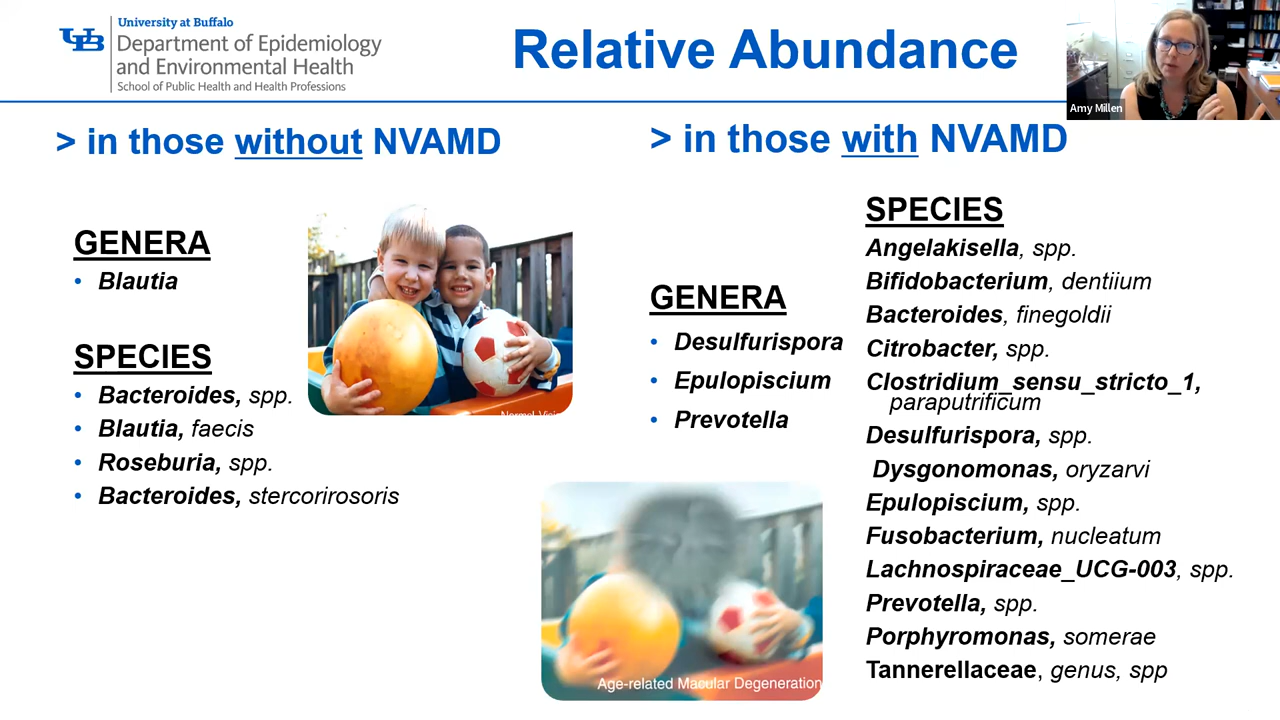 University at Buffalo
Department of Epidemiology
and Environmental Health
School of Public Health and Health Professions
Relative Abundance
Amy Millen
> in those without NVAMD
GENERA
• Blautia
SPECIES
• Bacteroides, spp.
• Blautia, faecis
• Roseburia, spp.
• Bacteroides, stercorirosoris
Normal Vision
> in those with NVAMD
GENERA
• Desulfurispora
• Epulopiscium
• Prevotella
SPECIES
Angelakisella, spp.
Bifidobacterium, dentiium
Bacteroides, finegoldii
Citrobacter, spp.
Clostridium_sensu_stricto_1,
paraputrificum
Desulfurispora, spp.
Dysgonomonas, oryzarvi
Epulopiscium, spp.
Fusobacterium, nucleatum
Lachnospiraceae_UCG-003, spp.
Prevotella, spp.
Porphyromonas, somerae
Tannerellaceae, genus, spp
Age-related Macular Degeneration